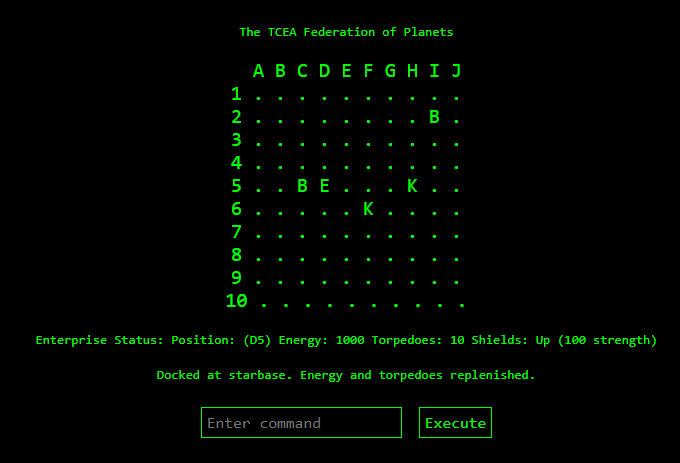 The TCEA Federation of Planets
A B C D E F G H I J
1 . . . . . . . . . .
2 . . . . . . . . B .
3 . . . . . . . . . .
4 . . . . . . . . . .
5 . . B E . . . K . .
6 . . . . . K . . . .
7 . . . . . . . . . .
8 . . . . . . . . . .
9 . . . . . . . . . .
10 . . . . . . . . . .
Enterprise Status: Position: (D5) Energy: 1000 Torpedoes: 10 Shields: Up (100 strength)
Docked at starbase. Energy and torpedoes replenished.
Enter command Execute